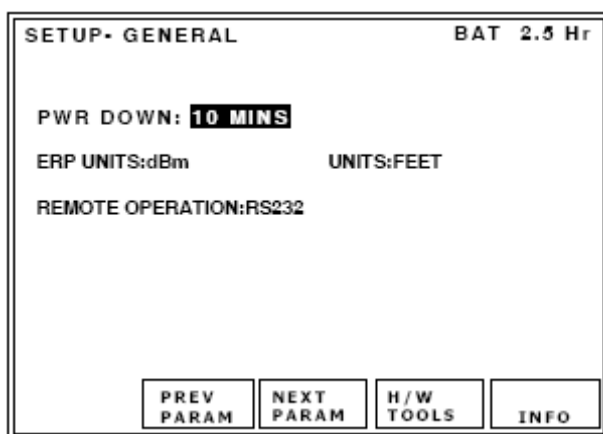 SETUP- GENERAL BAT 2.5 Hr
PWR DOWN: 10 MINS
ERP UNITS:dBm UNITS:FEET
REMOTE OPERATION:RS232
PREV PARAM
NEXT PARAM
H/W TOOLS
INFO